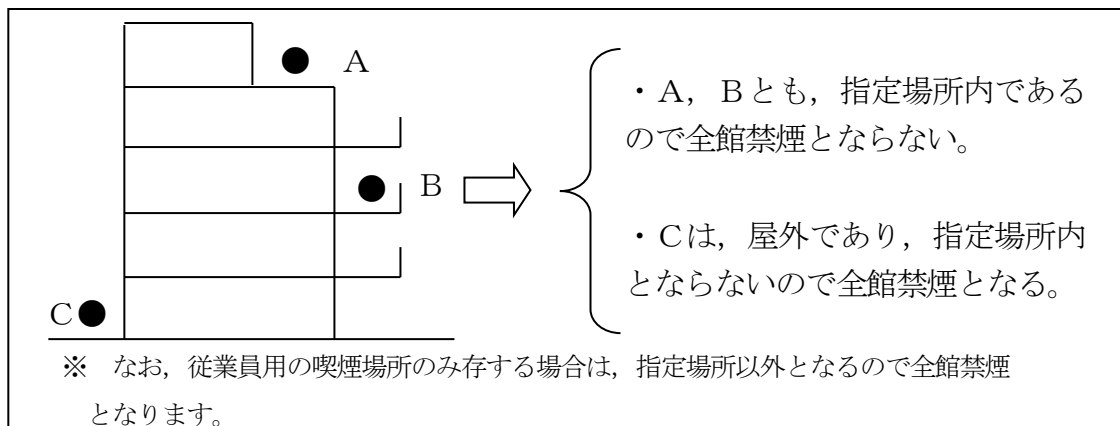 A
・A，Bとも，指定場所内である
ので全館禁煙とならない。
B
・Cは，屋外であり，指定場所内
とならないので全館禁煙となる。
C
※　なお，従業員用の喫煙場所のみ存する場合は，指定場所以外となるので全館禁煙
となります。